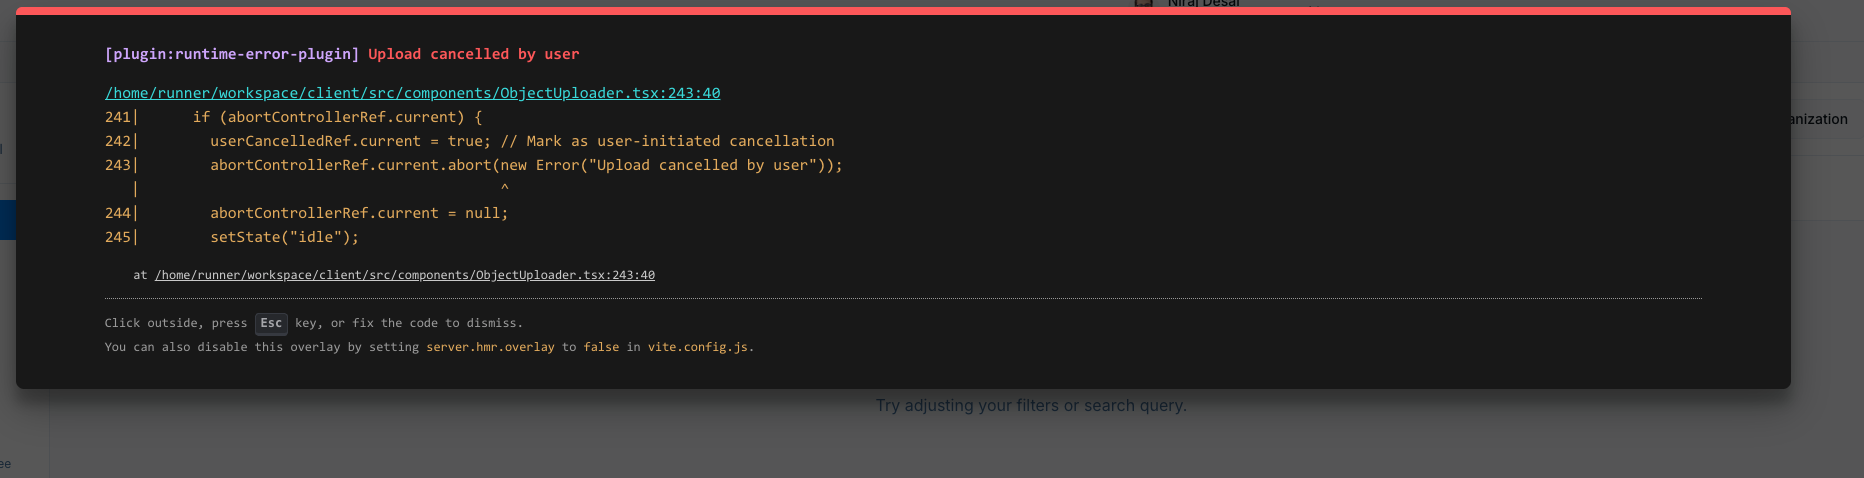 Niraj Desai
[plugin:runtime-error-plugin] Upload cancelled by user
/home/runner/workspace/client/src/components/ObjectUploader.tsx:243:40
241|      if (abortControllerRef.current) {
242|        userCancelledRef.current = true; // Mark as user-initiated cancellation
243|        abortControllerRef.current.abort(new Error("Upload cancelled by user"));
   |                                         ^
244|        abortControllerRef.current = null;
245|        setState("idle");
anization
at /home/runner/workspace/client/src/components/ObjectUploader.tsx:243:40
Click outside, press Esc key, or fix the code to dismiss.
You can also disable this overlay by setting server.hmr.overlay to false in vite.config.js.
Try adjusting your filters or search query.
ee